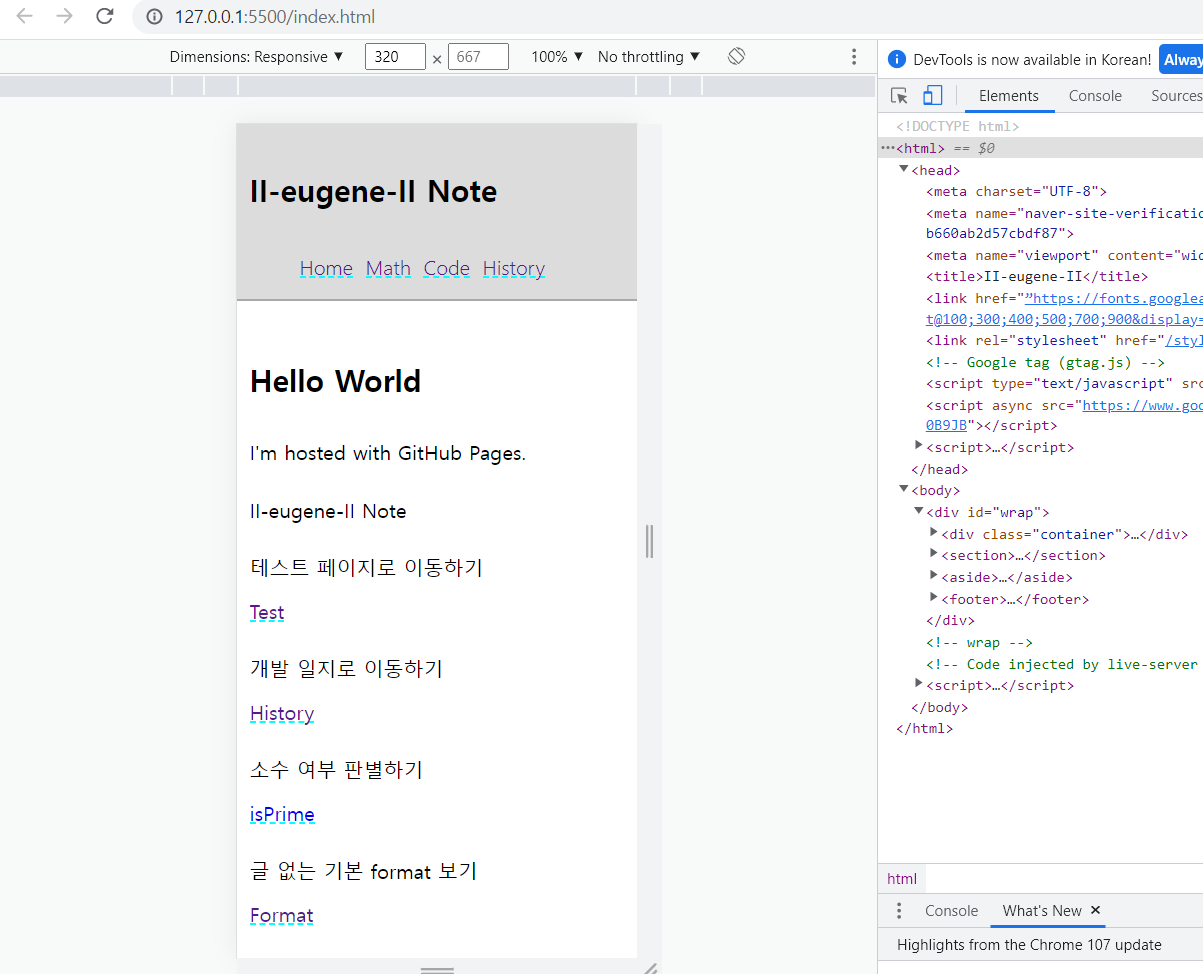 127.0.0.1:5500/index.html
Dimensions: Responsive ▼ 320 × 667 100% ▼ No throttling ▼
DevTools is now available in Korean! Alway
Elements Console Sources
<!DOCTYPE html>
···<html> == $0
▼<head>
<meta charset="UTF-8">
<meta name="naver-site-verificatio
b660ab2d57cbdf87">
<meta name="viewport" content="wid
<title>II-eugene-II</title>
<link href="”https://fonts.googlea
t@100;300;400;500;700;900&display=
<link rel="stylesheet" href="/styl
<!-- Google tag (gtag.js) -->
<script type="text/javascript" src
<script async src="https://www.goo
0B9JB"></script>
▶<script>…</script>
</head>
▼<body>
▼<div id="wrap">
▶<div class="container">…</div>
▶<section>…</section>
▶<aside>…</aside>
▶<footer>…</footer>
</div>
<!-- wrap -->
<!-- Code injected by live-server
▶<script>…</script>
</body>
</html>
html
Console What's New ×
Highlights from the Chrome 107 update
II-eugene-II Note
Home Math Code History
Hello World
I'm hosted with GitHub Pages.
II-eugene-II Note
테스트 페이지로 이동하기
Test
개발 일지로 이동하기
History
소수 여부 판별하기
isPrime
글 없는 기본 format 보기
Format